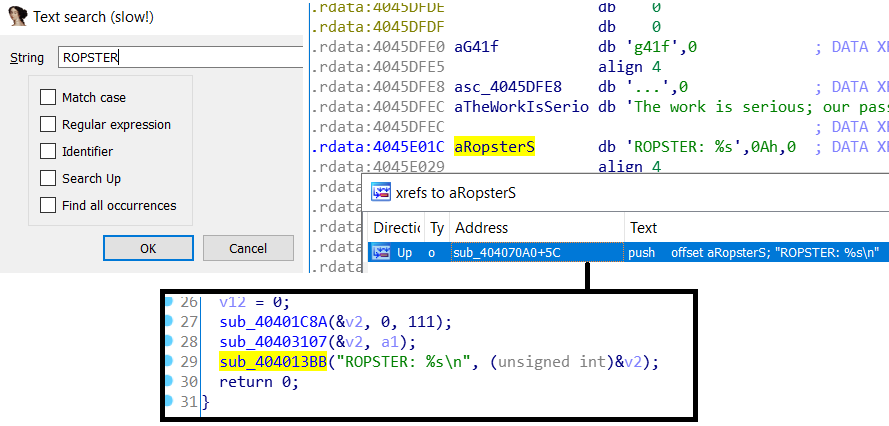 Text search (slow!)
String ROPSTER
Match case
Regular expression
Identifier
Search Up
Find all occurrences
OK Cancel
.rdata:4045DFDE db 0
.rdata:4045DFDF db 0
.rdata:4045DFE0 aG41f db 'g41f',0 ; DATA XR
.rdata:4045DFE5 align 4
.rdata:4045DFE8 asc_4045DFE8 db '...',0 ; DATA XR
.rdata:4045DFEC aTheWorkIsSerio db 'The work is serious; our pas
.rdata:4045DFEC ; DATA XR
.rdata:4045E01C aRopsterS db 'ROPSTER: %s',0Ah,0 ; DATA XR
.rdata:4045E029 align 4
.rdata
.rdata
.rdata
.rdata
.rdata
xrefs to aRopsterS
Directic Ty Address Text
Up o sub_404070A0+5C push offset aRopsterS; "ROPSTER: %s\n"
26 v12 = 0;
27 sub_40401C8A(&v2, 0, 111);
28 sub_40403107(&v2, a1);
29 sub_404013BB("ROPSTER: %s\n", (unsigned int)&v2);
30 return 0;
31 }